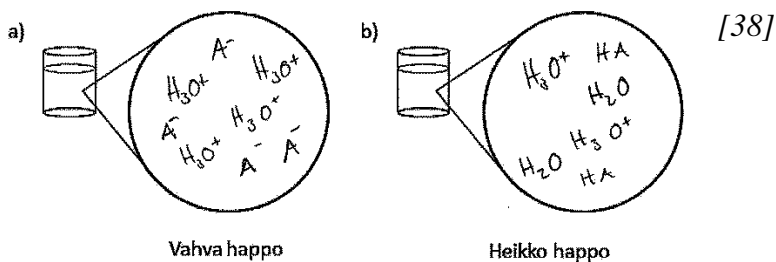 a)
A⁻
H₃O⁺ H₃O⁺
A⁻ H₃O⁺
H₃O⁺ A⁻ A⁻
Vahva happo
b)
H₃O⁺ HA
H₂O
H₂O H₃O⁺
HA
Heikko happo
[38]